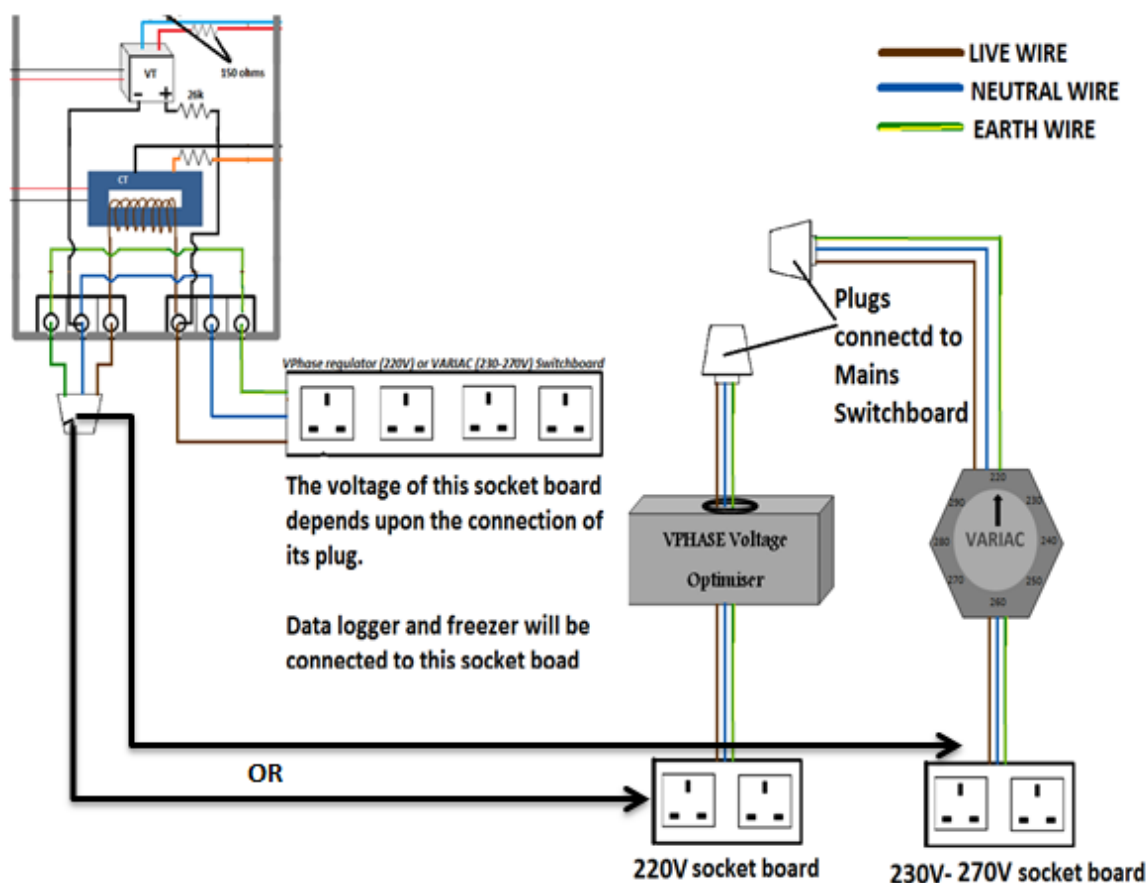 VT
150 ohms
- +
26k
CT
LIVE WIRE
NEUTRAL WIRE
EARTH WIRE
Plugs
connectd to
Mains
Switchboard
VPhase regulator (220V) or VARIAC (230-270V) Switchboard
The voltage of this socket board
depends upon the connection of
its plug.
Data logger and freezer will be
connected to this socket boad
VPHASE Voltage
Optimiser
220
290
230
280
VARIAC
240
270
250
260
OR
220V socket board
230V- 270V socket board